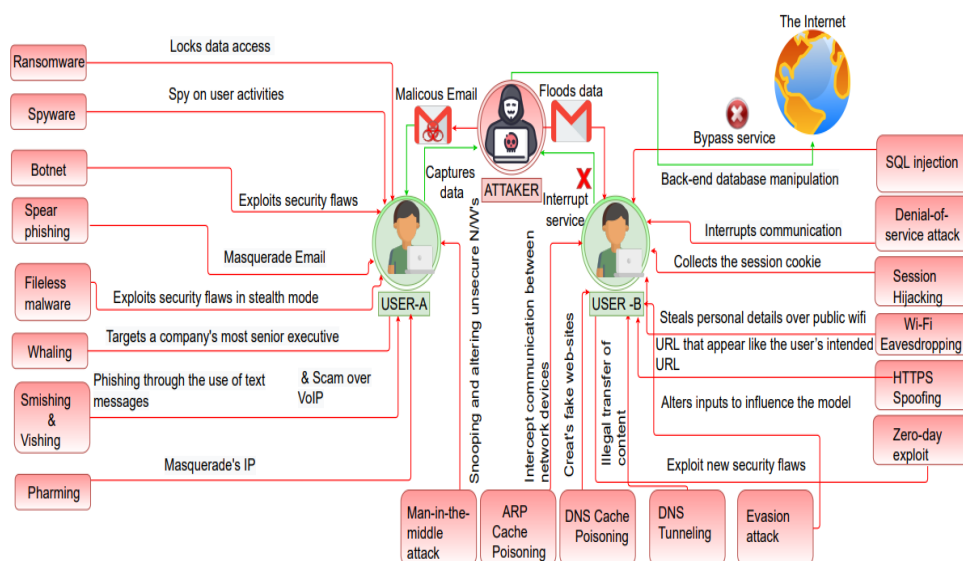 The Internet
Ransomware
Locks data access
Spyware
Spy on user activities
Malicous Email
Floods data
Bypass service
SQL injection
Botnet
Exploits security flaws
Captures
data
ATTAKER
Interrupt
service
X
Back-end database manipulation
Spear
phishing
Masquerade Email
Denial-of-
service attack
Interrupts communication
Fileless
malware
Exploits security flaws in stealth mode
USER-A
USER -B
Collects the session cookie
Session
Hijacking
Whaling
Targets a company's most senior executive
Steals personal details over public wifi
Wi-Fi
Eavesdropping
Smishing
&
Vishing
Phishing through the use of text
messages
& Scam over
VoIP
URL that appear like the user's intended
URL
HTTPS
Spoofing
Alters inputs to influence the model
Pharming
Masquerade's IP
Zero-day
exploit
Exploit new security flaws
Snooping and altering unsecure N/W's
Intercept communication between
network devices
Creat's fake web-sites
Illegal transfer of
content
Man-in-the-
middle
attack
ARP
Cache
Poisoning
DNS Cache
Poisoning
DNS
Tunneling
Evasion
attack